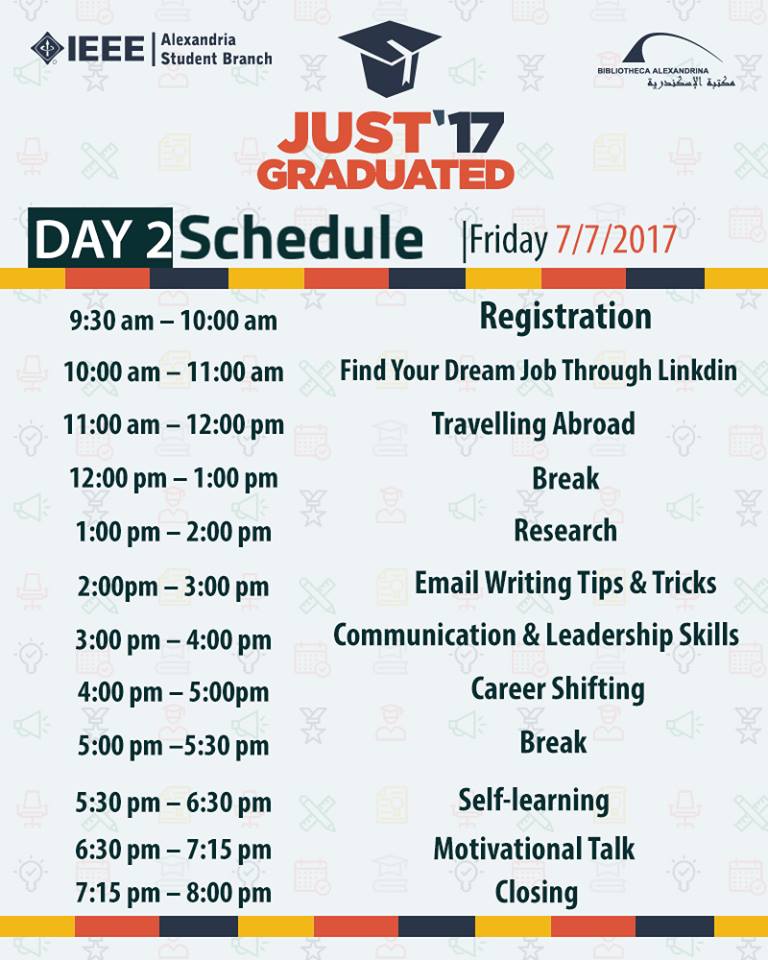 IEEE | Alexandria
Student Branch
BIBLIOTHECA ALEXANDRINA
مكتبة الإسكندرية
JUST'17
GRADUATED
DAY 2 Schedule |Friday 7/7/2017
9:30 am – 10:00 am Registration
10:00 am – 11:00 am Find Your Dream Job Through Linkdin
11:00 am – 12:00 pm Travelling Abroad
12:00 pm – 1:00 pm Break
1:00 pm – 2:00 pm Research
2:00pm – 3:00 pm Email Writing Tips & Tricks
3:00 pm – 4:00 pm Communication & Leadership Skills
4:00 pm – 5:00pm Career Shifting
5:00 pm –5:30 pm Break
5:30 pm – 6:30 pm Self-learning
6:30 pm – 7:15 pm Motivational Talk
7:15 pm – 8:00 pm Closing